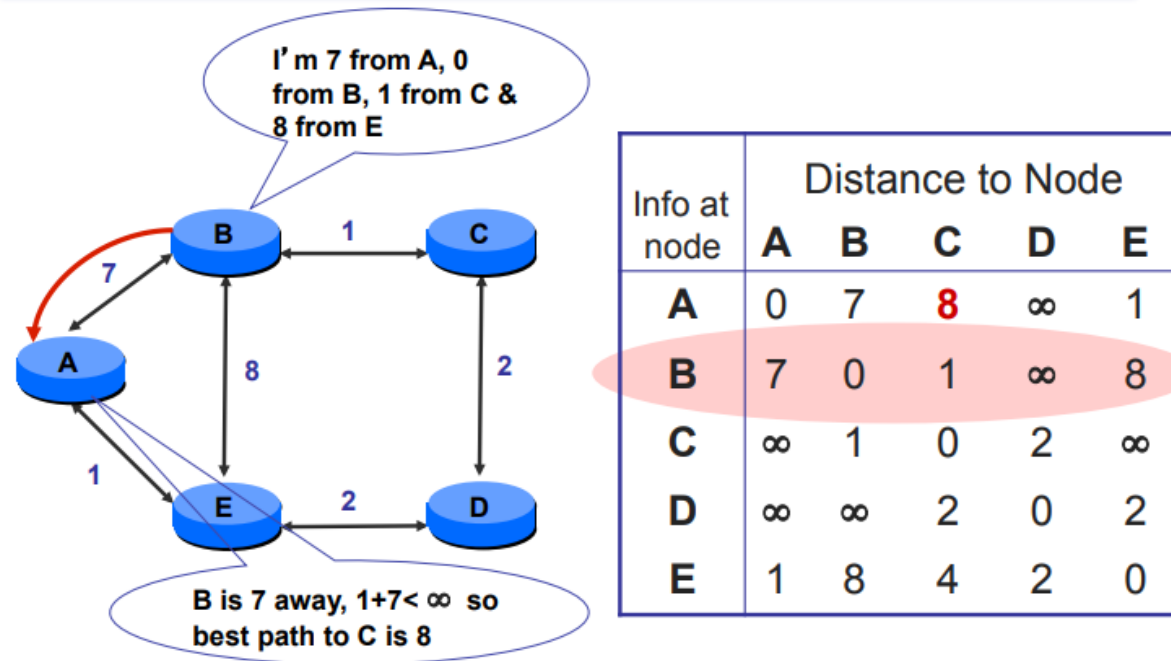 I'm 7 from A, 0
from B, 1 from C &
8 from E
B
1
C
7
A
8
2
1
E
2
D
B is 7 away, 1+7< ∞ so
best path to C is 8
Distance to Node
Info at
node A B C D E
A 0 7 8 ∞ 1
B 7 0 1 ∞ 8
C ∞ 1 0 2 ∞
D ∞ ∞ 2 0 2
E 1 8 4 2 0